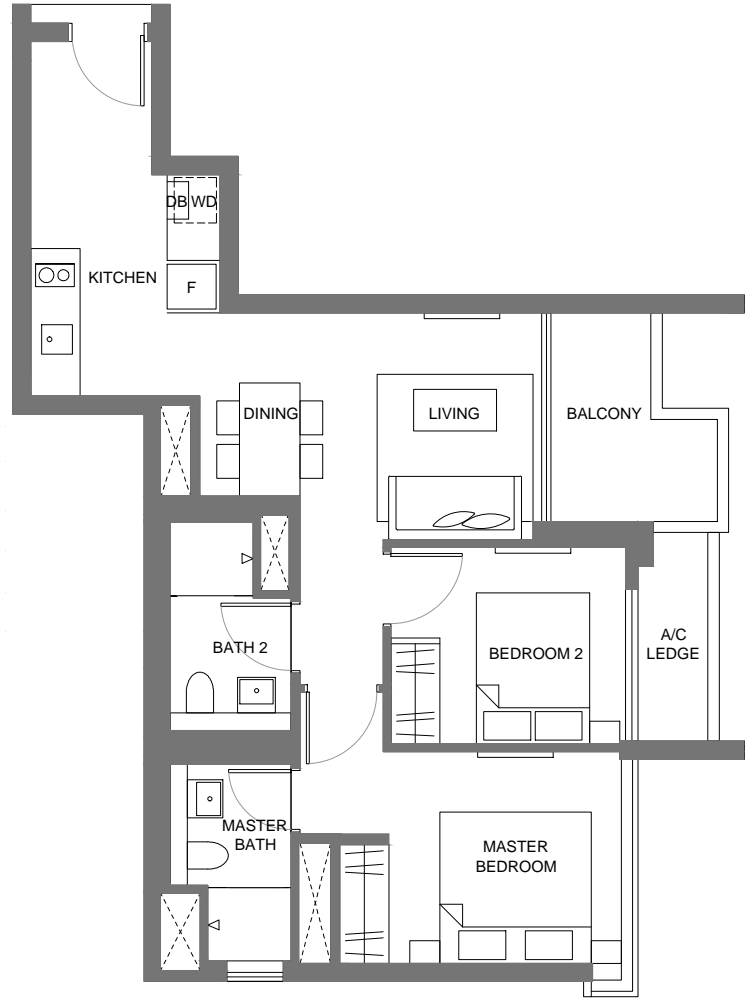 DB WD
KITCHEN
F
DINING
LIVING
BALCONY
BATH 2
BEDROOM 2
A/C
LEDGE
MASTER
BATH
MASTER
BEDROOM